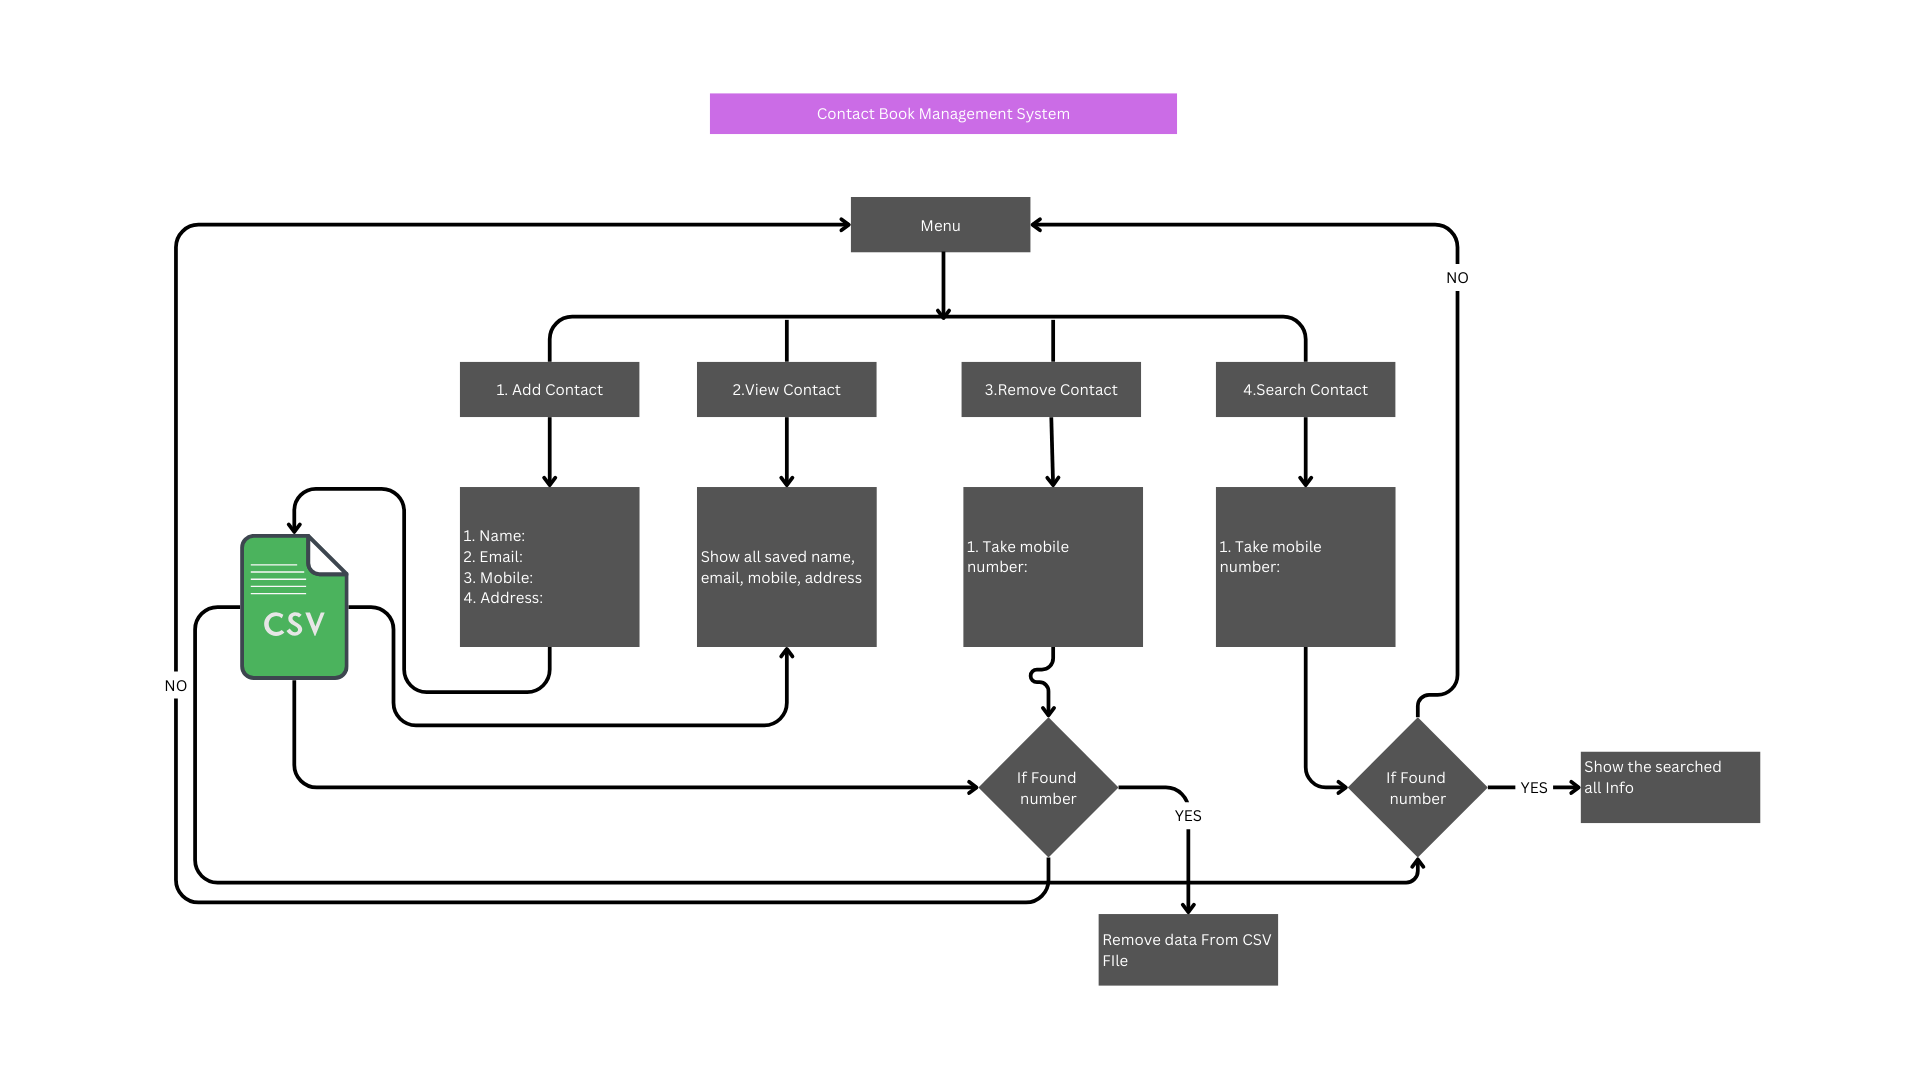 Contact Book Management System
Menu
NO
1. Add Contact
2.View Contact
3.Remove Contact
4.Search Contact
1. Name:
2. Email:
3. Mobile:
4. Address:
Show all saved name,
email, mobile, address
1. Take mobile
number:
1. Take mobile
number:
CSV
NO
If Found
number
YES
If Found
number
YES
Show the searched
all Info
Remove data From CSV
FIle